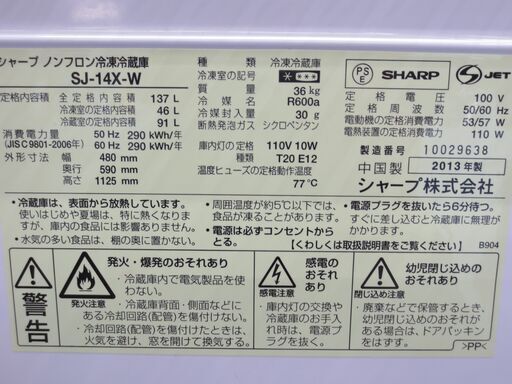 シャープ ノンフロン冷凍冷蔵庫
SJ-14X-W
定格内容積 全定格内容積 137 L
冷凍室の定格内容積 46 L
冷蔵室の定格内容積 91 L
消費電力量 50 Hz 290 kWh/年
(JIS C 9801-2006年) 60 Hz 290 kWh/年
外形寸法 幅 480 mm
奥行 590 mm
高さ 1125 mm
種類 冷凍冷蔵庫
冷凍室の記号
質量 36 kg
冷媒名 R600a
冷媒封入量 30 g
断熱発泡ガス シクロペンタン
庫内灯の定格 110V 10W
T20 E12
温度ヒューズの定格動作温度
77℃
PS
E
SHARP
JET
定格電圧 100 V
定格周波数 50/60 Hz
電動機の定格消費電力 53/57 W
電熱装置の定格消費電力 110 W
製造番号 10029638
中国製 2013年製
シャープ株式会社
• 冷蔵庫は、表面から放熱しています。
使いはじめや夏場は、特に熱く感じますが、庫内の食品には影響ありません。
• 水気の多い食品は、棚の奥に置かない。
• 周囲温度が約5℃以下では、食品が凍ることがあります。
• 電源は必ずコンセントからとる。
• 電源プラグを抜いたら6分待つ。
すぐに差し込むと冷蔵庫に無理がかかります。
【くわしくは取扱説明書をご覧ください】 B904
警告
発火・爆発のおそれあり
発火注意
• 冷蔵庫内で電気製品を使わない。
• 冷蔵庫背面・側面などにある冷却回路(配管)を傷付けない。
• 冷却回路(配管)を傷付けたときは、火気を避け、窓を開けて換気する。
感電のおそれあり
感電注意
• 庫内灯の交換や冷蔵庫のお手入れ時は、電源プラグを抜く。
幼児閉じ込めのおそれあり
閉じ込め注意
• 廃棄などで保管するとき、幼児の閉じ込めのおそれがあれば、ドアパッキンをはずす。
>PP<